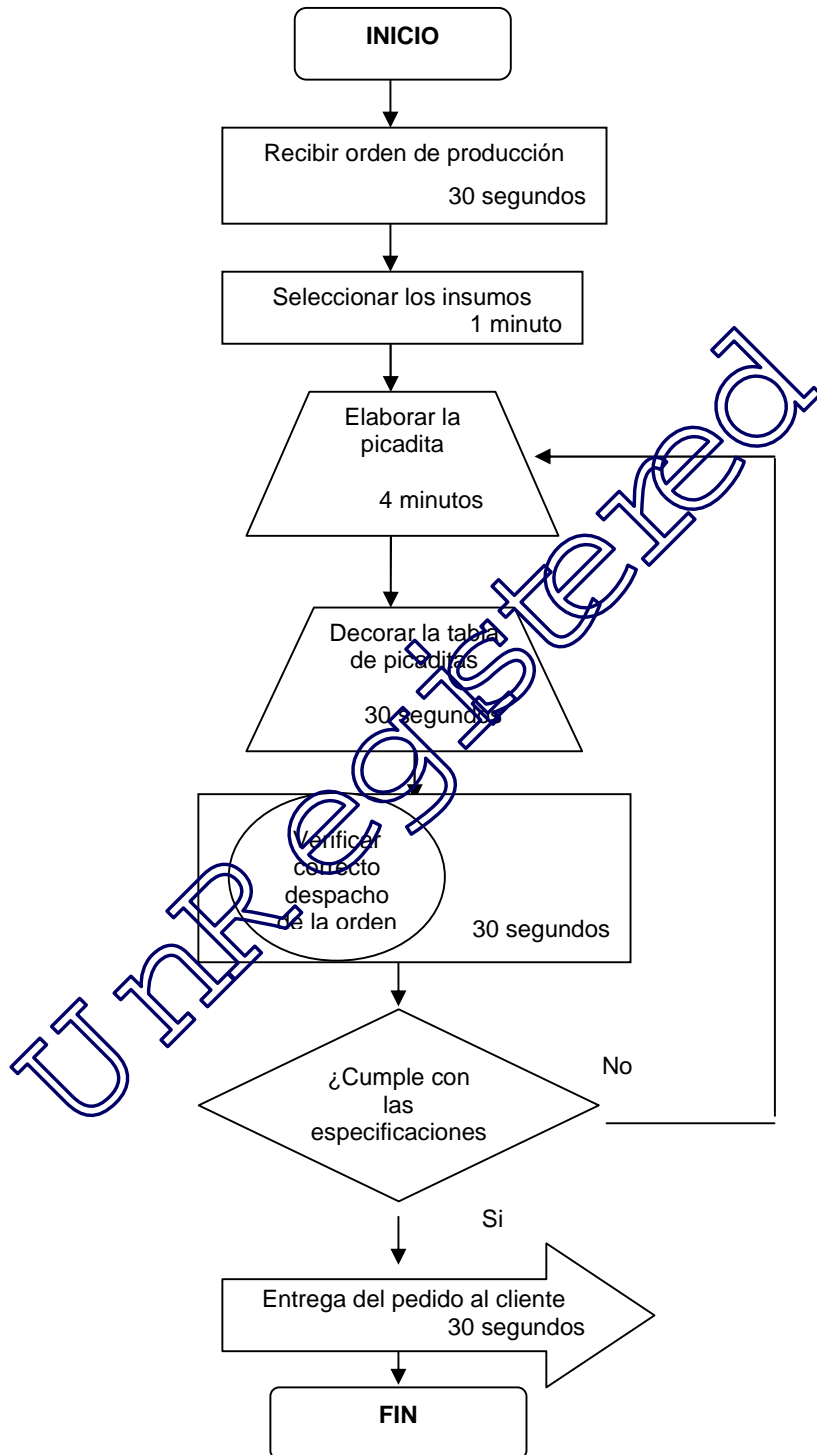 INICIO
Recibir orden de producción
30 segundos
Seleccionar los insumos
1 minuto
Elaborar la
picadita
4 minutos
Decorar la tabla
de picaditas
30 segundos
Verificar
correcto
despacho
de la orden
30 segundos
¿Cumple con
las
especificaciones
No
Si
Entrega del pedido al cliente
30 segundos
FIN
UnRegistered